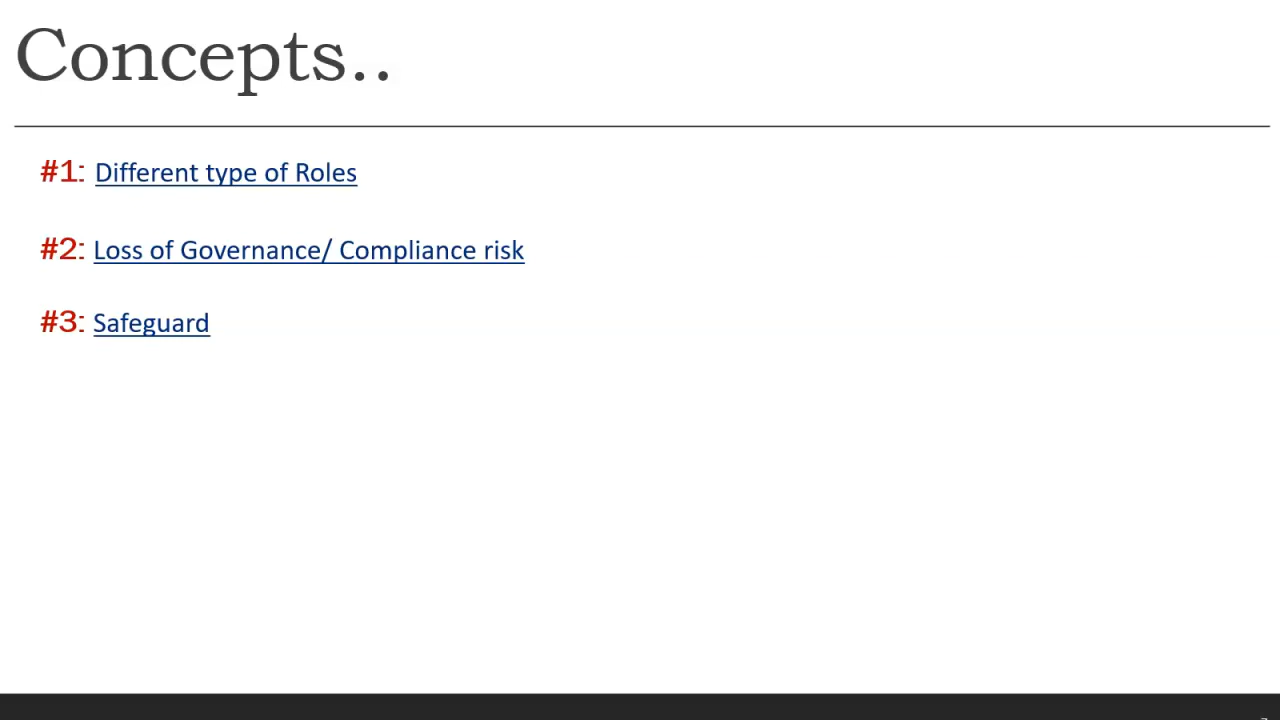 Concepts..
#1: Different type of Roles
#2: Loss of Governance/ Compliance risk
#3: Safeguard